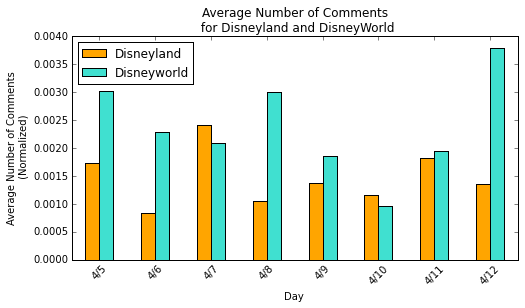 Average Number of Comments
for Disneyland and DisneyWorld
Average Number of Comments
(Normalized)
0.0040
0.0035
0.0030
0.0025
0.0020
0.0015
0.0010
0.0005
0.0000
Disneyland
Disneyworld
4/5
4/6
4/7
4/8
4/9
4/10
4/11
4/12
Day